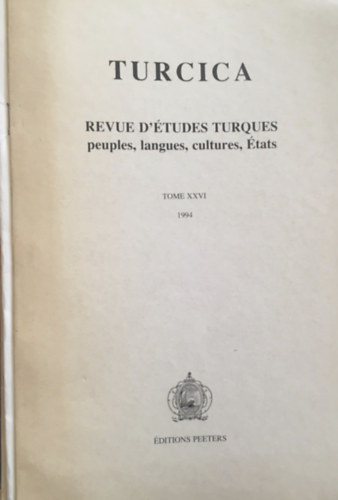 TURCICA
REVUE D'ÉTUDES TURQUES
peuples, langues, cultures, États
TOME XXVI
1994
ÉDITIONS PEETERS